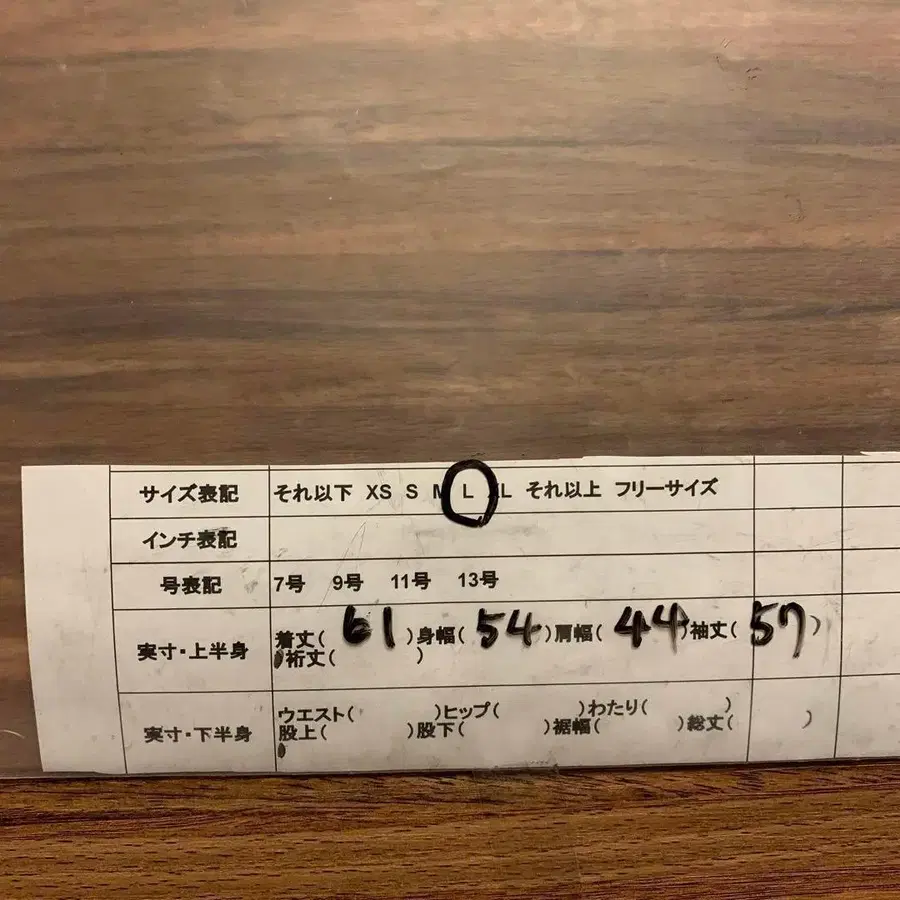 サイズ表記 それ以下 XS S M L XL それ以上 フリーサイズ
インチ表記
号表記 7号 9号 11号 13号
実寸・上半身 着丈( 61 )身幅( 54 )肩幅( 44 )袖丈( 57 )
裄丈( )
実寸・下半身 ウエスト( )ヒップ( )わたり( )
股上( )股下( )裾幅( )総丈( )